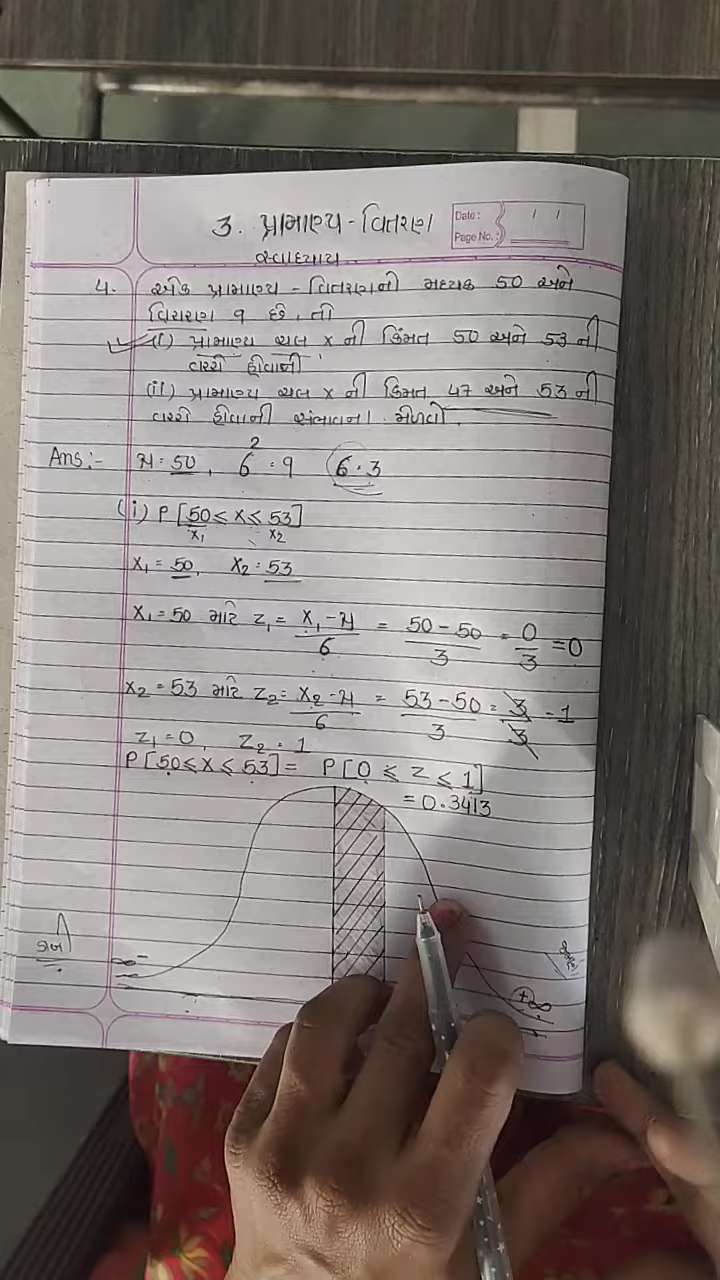 3. પ્રામાણ્ય-વિતરણ
Date : / /
Page No. :
સ્વાધ્યાય
4. એક પ્રામાણ્ય - વિતરણનો મધ્યક 50 અને
વિચરણ 9 છે, તો
(i) પ્રામાણ્ય ચલ x ની કિંમત 50 અને 53 ની
વચ્ચે હોવાની
(ii) પ્રામાણ્ય ચલ x ની કિંમત 47 અને 53 ની
વચ્ચે હોવાની સંભાવના મેળવો.
Ans:- μ = 50, σ² = 9 σ = 3
(i) P [50 ≤ x ≤ 53]
x₁ x₂
x₁ = 50, x₂ = 53
x₁ = 50 માટે z₁ = x₁-μ/σ = 50-50/3 = 0/3 = 0
x₂ = 53 માટે z₂ = x₂-μ/σ = 53-50/3 = 3/3 = 1
z₁ = 0, z₂ = 1
P [50 ≤ x ≤ 53] = P [0 ≤ z ≤ 1]
= 0.3413
∞-
+∞